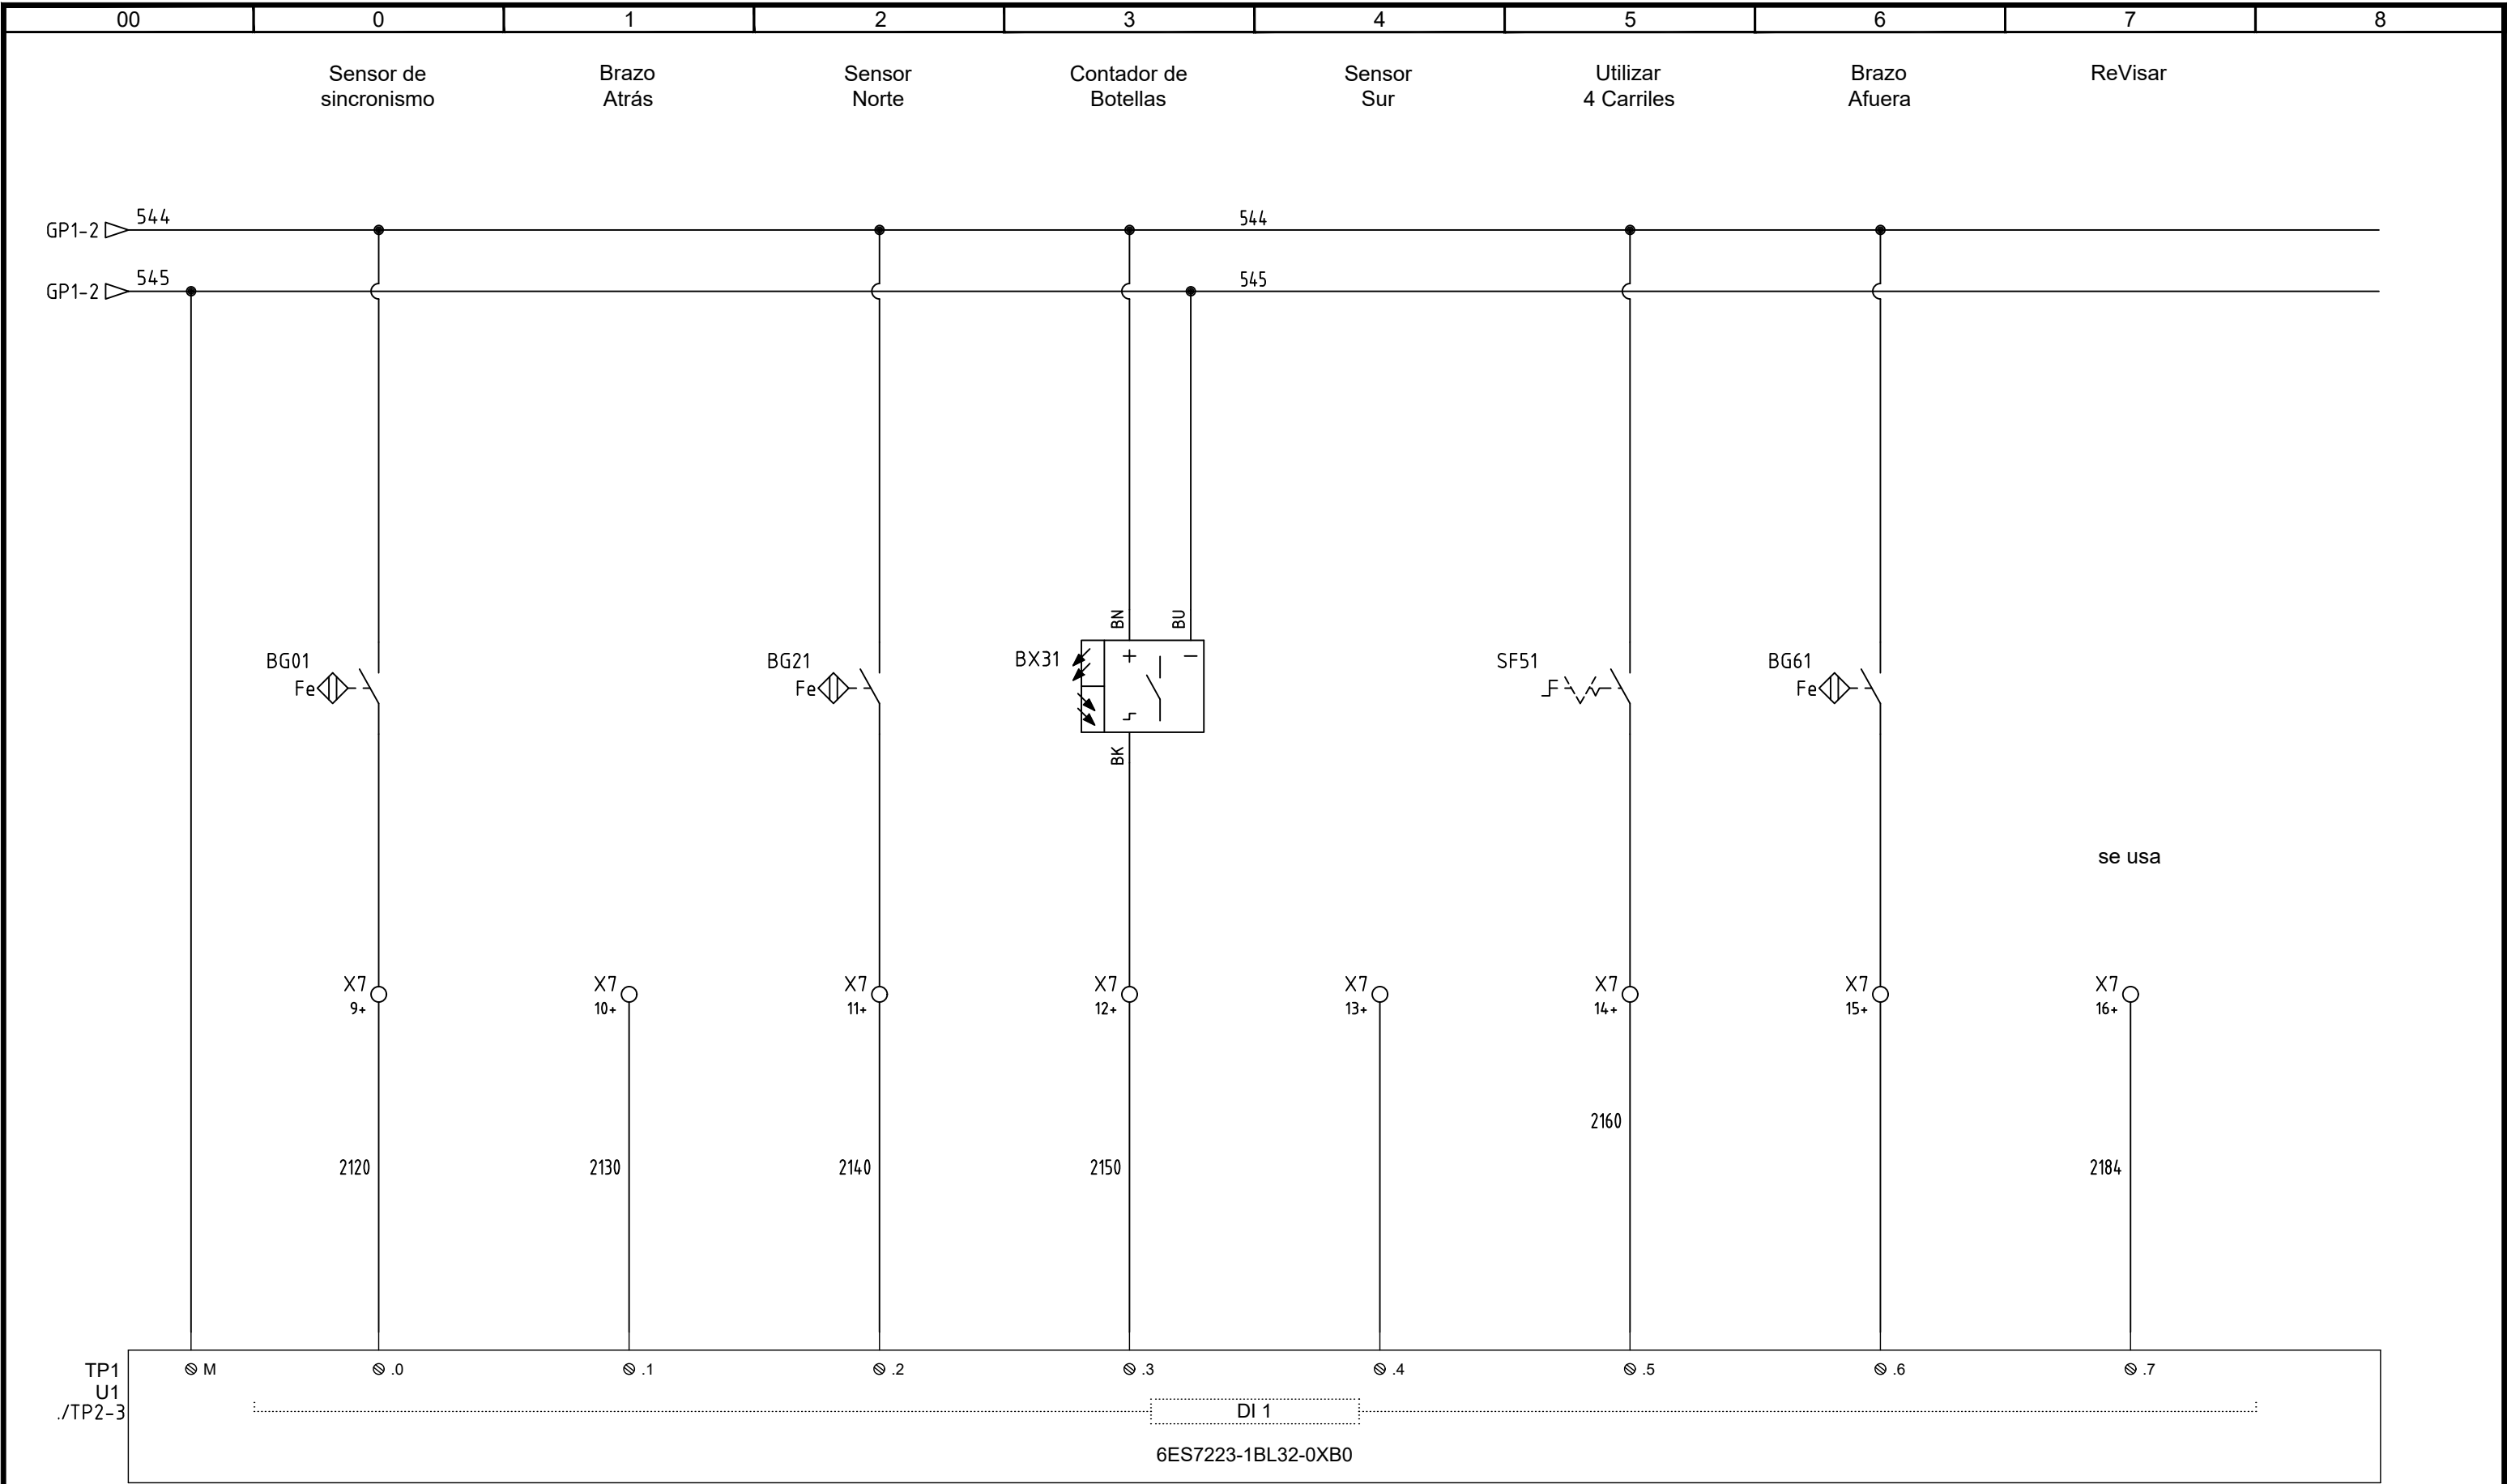 00 0 1 2 3 4 5 6 7 8
Sensor de
sincronismo
Brazo
Atrás
Sensor
Norte
Contador de
Botellas
Sensor
Sur
Utilizar
4 Carriles
Brazo
Afuera
ReVisar
GP1-2 544 544
GP1-2 545 545
BN BU
BG01
Fe
BG21
Fe
BX31
+ −
BK
SF51
BG61
Fe
se usa
X7
9+
X7
10+
X7
11+
X7
12+
X7
13+
X7
14+
X7
15+
X7
16+
2160
2120 2130 2140 2150 2184
TP1 M .0 .1 .2 .3 .4 .5 .6 .7
U1
./TP2-3 DI 1
6ES7223-1BL32-0XB0